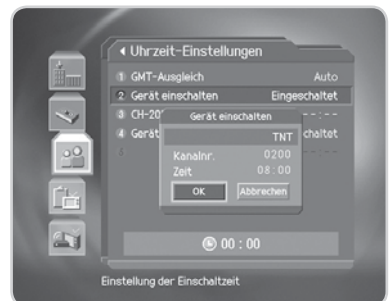 Uhrzeit-Einstellungen
1 GMT-Ausgleich Auto
2 Gerät einschalten Eingeschaltet
3 CH-20 --:--
4 Gerät chaltet
5
Gerät einschalten
TNT
Kanalnr. 0200
Zeit 08:00
OK Abbrechen
00 : 00
Einstellung der Einschaltzeit